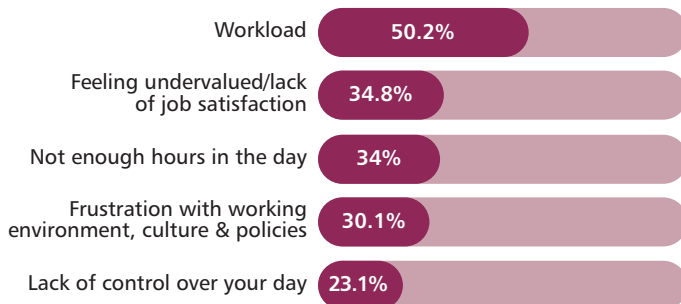 Workload
50.2%
Feeling undervalued/lack
of job satisfaction
34.8%
Not enough hours in the day
34%
Frustration with working
environment, culture & policies
30.1%
Lack of control over your day
23.1%